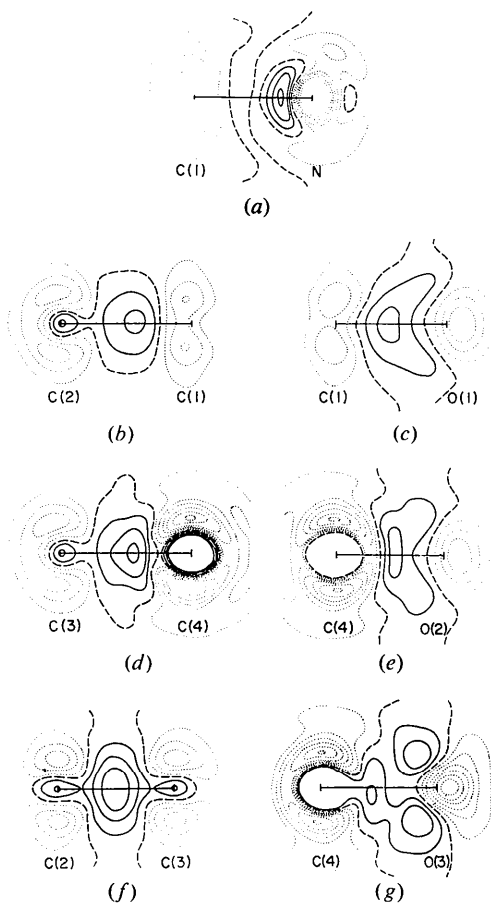 C(1) N
(a)
C(2) C(1) C(1) O(1)
(b) (c)
C(3) C(4) C(4) O(2)
(d) (e)
C(2) C(3) C(4) O(3)
(f) (g)